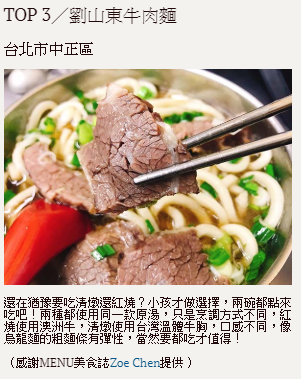 TOP 3／劉山東牛肉麵
台北市中正區
還在猶豫要吃清燉還紅燒？小孩才做選擇，兩碗都點來
吃吧！兩種都使用同一款原湯，只是烹調方式不同，紅
燒使用澳洲牛，清燉使用台灣溫體牛胸，口感不同，像
烏龍麵的粗麵條有彈性，當然要都吃才值得！
（感謝MENU美食誌Zoe Chen提供）